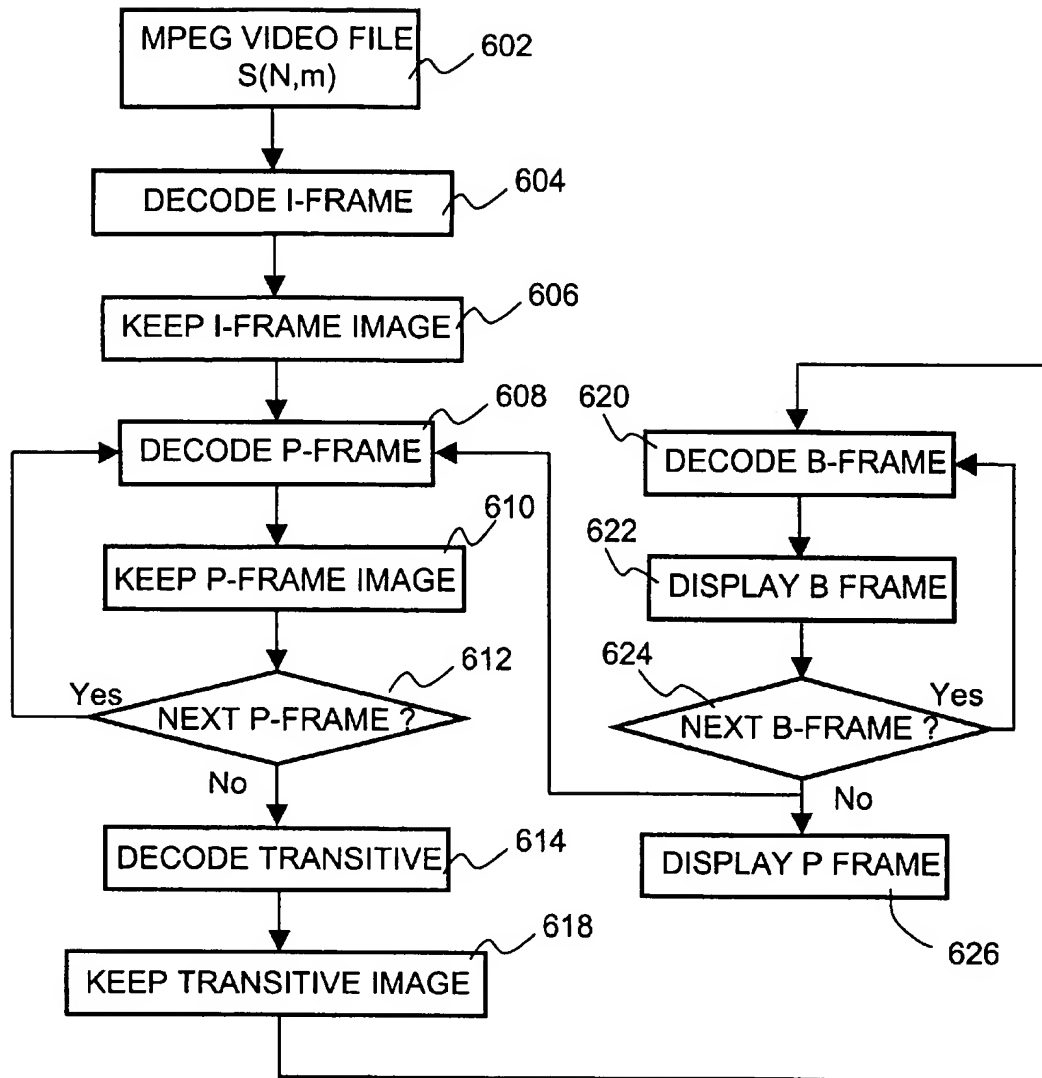 MPEG VIDEO FILE
S(N,m)
602
DECODE I-FRAME
604
KEEP I-FRAME IMAGE
606
DECODE P-FRAME
608
KEEP P-FRAME IMAGE
610
NEXT P-FRAME ?
612
Yes
No
DECODE TRANSITIVE
614
KEEP TRANSITIVE IMAGE
618
620
DECODE B-FRAME
622
DISPLAY B FRAME
624
NEXT B-FRAME ?
Yes
No
DISPLAY P FRAME
626